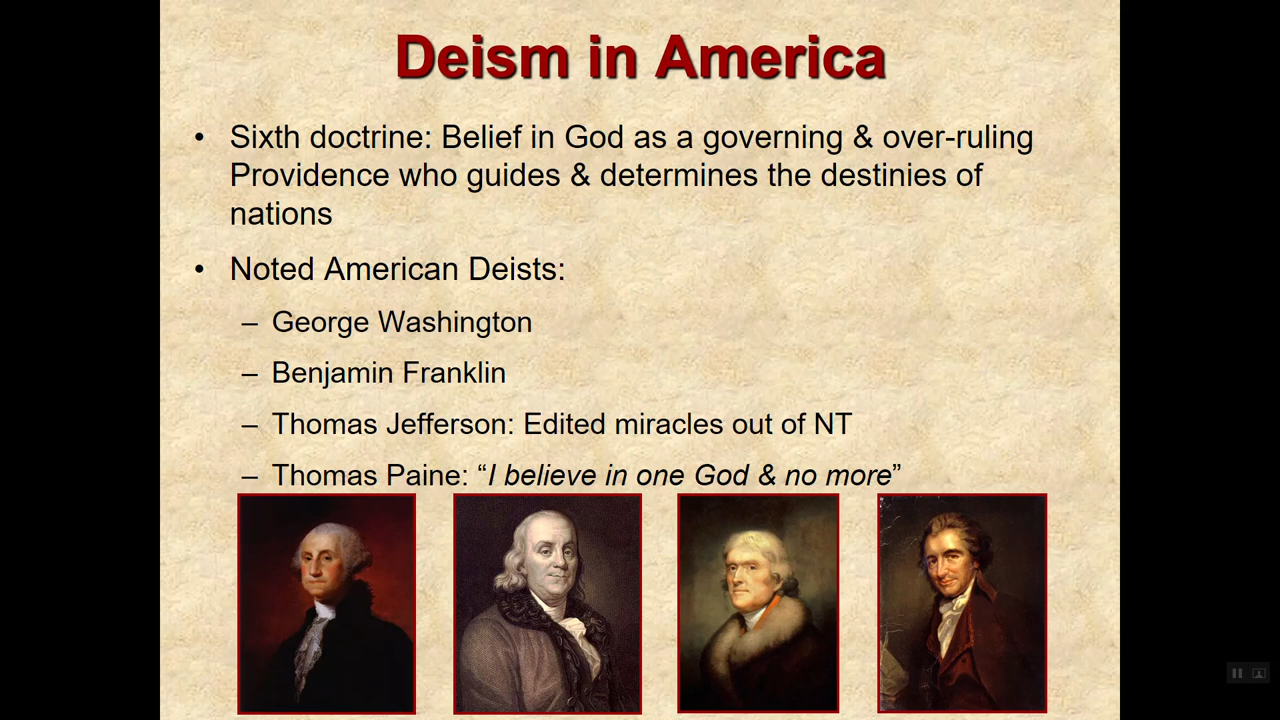 Deism in America
• Sixth doctrine: Belief in God as a governing & over-ruling
Providence who guides & determines the destinies of
nations
• Noted American Deists:
– George Washington
– Benjamin Franklin
– Thomas Jefferson: Edited miracles out of NT
– Thomas Paine: “I believe in one God & no more”